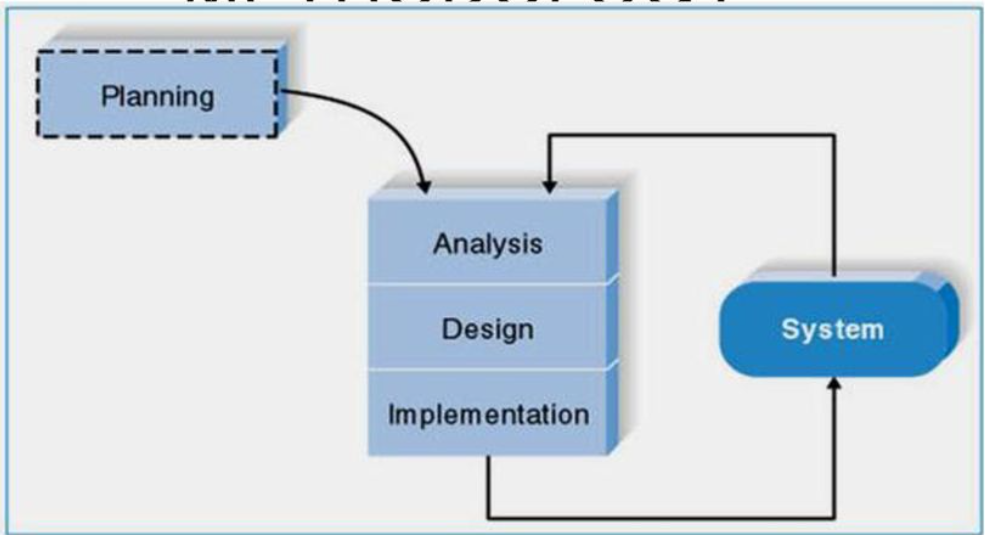 Planning
Analysis
Design
Implementation
System